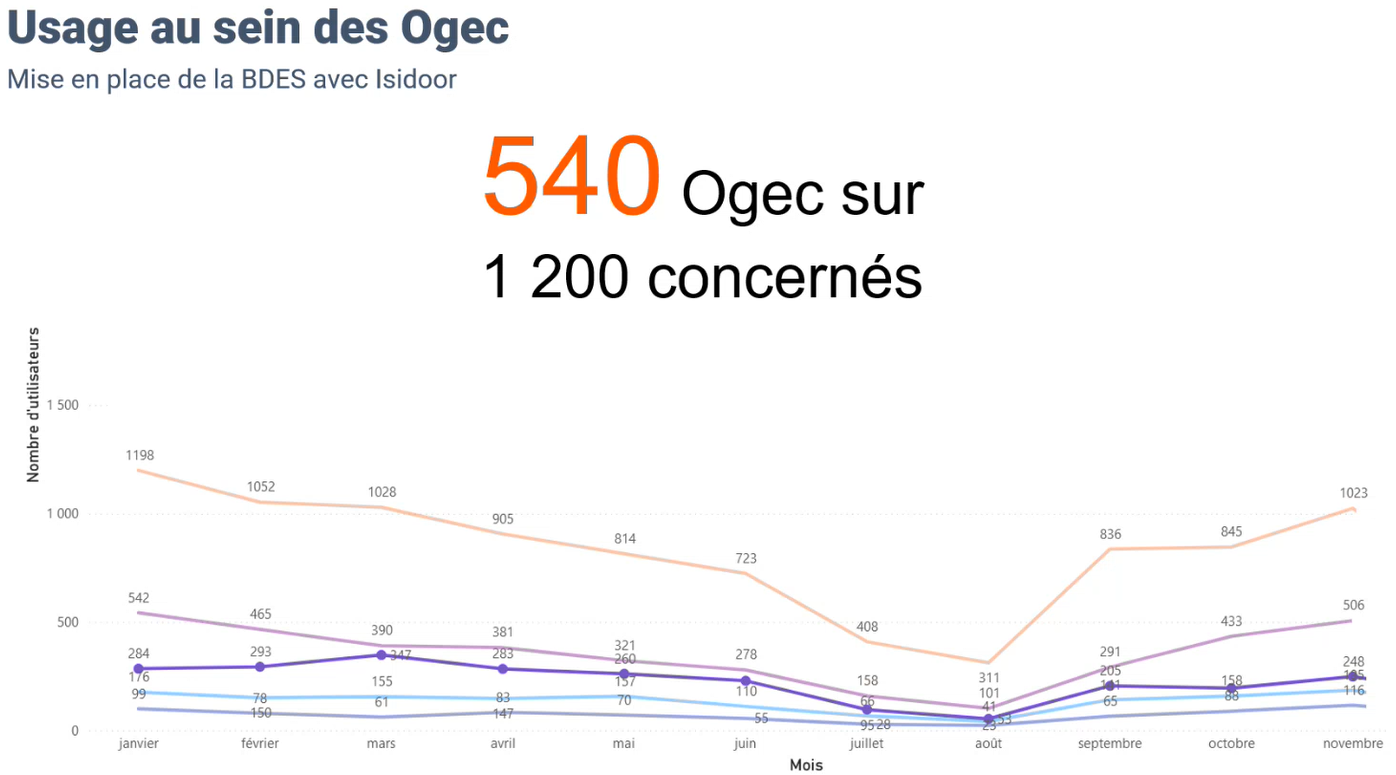 Usage au sein des Ogec
Mise en place de la BDES avec Isidoor
540 Ogec sur
1 200 concernés
Nombre d'utilisateurs
1 500
1 000
500
0
1198 1052 1028 905 814 723 408 311 836 845 1023
542 465 390 381 321 278 158 101 291 433 506
284 293 347 283 260 205 248
176 155 157 110 66 41 158
99 78 61 83 70 55 95 28 53 65 88 116
150 147 23
janvier février mars avril mai juin juillet août septembre octobre novembre
Mois